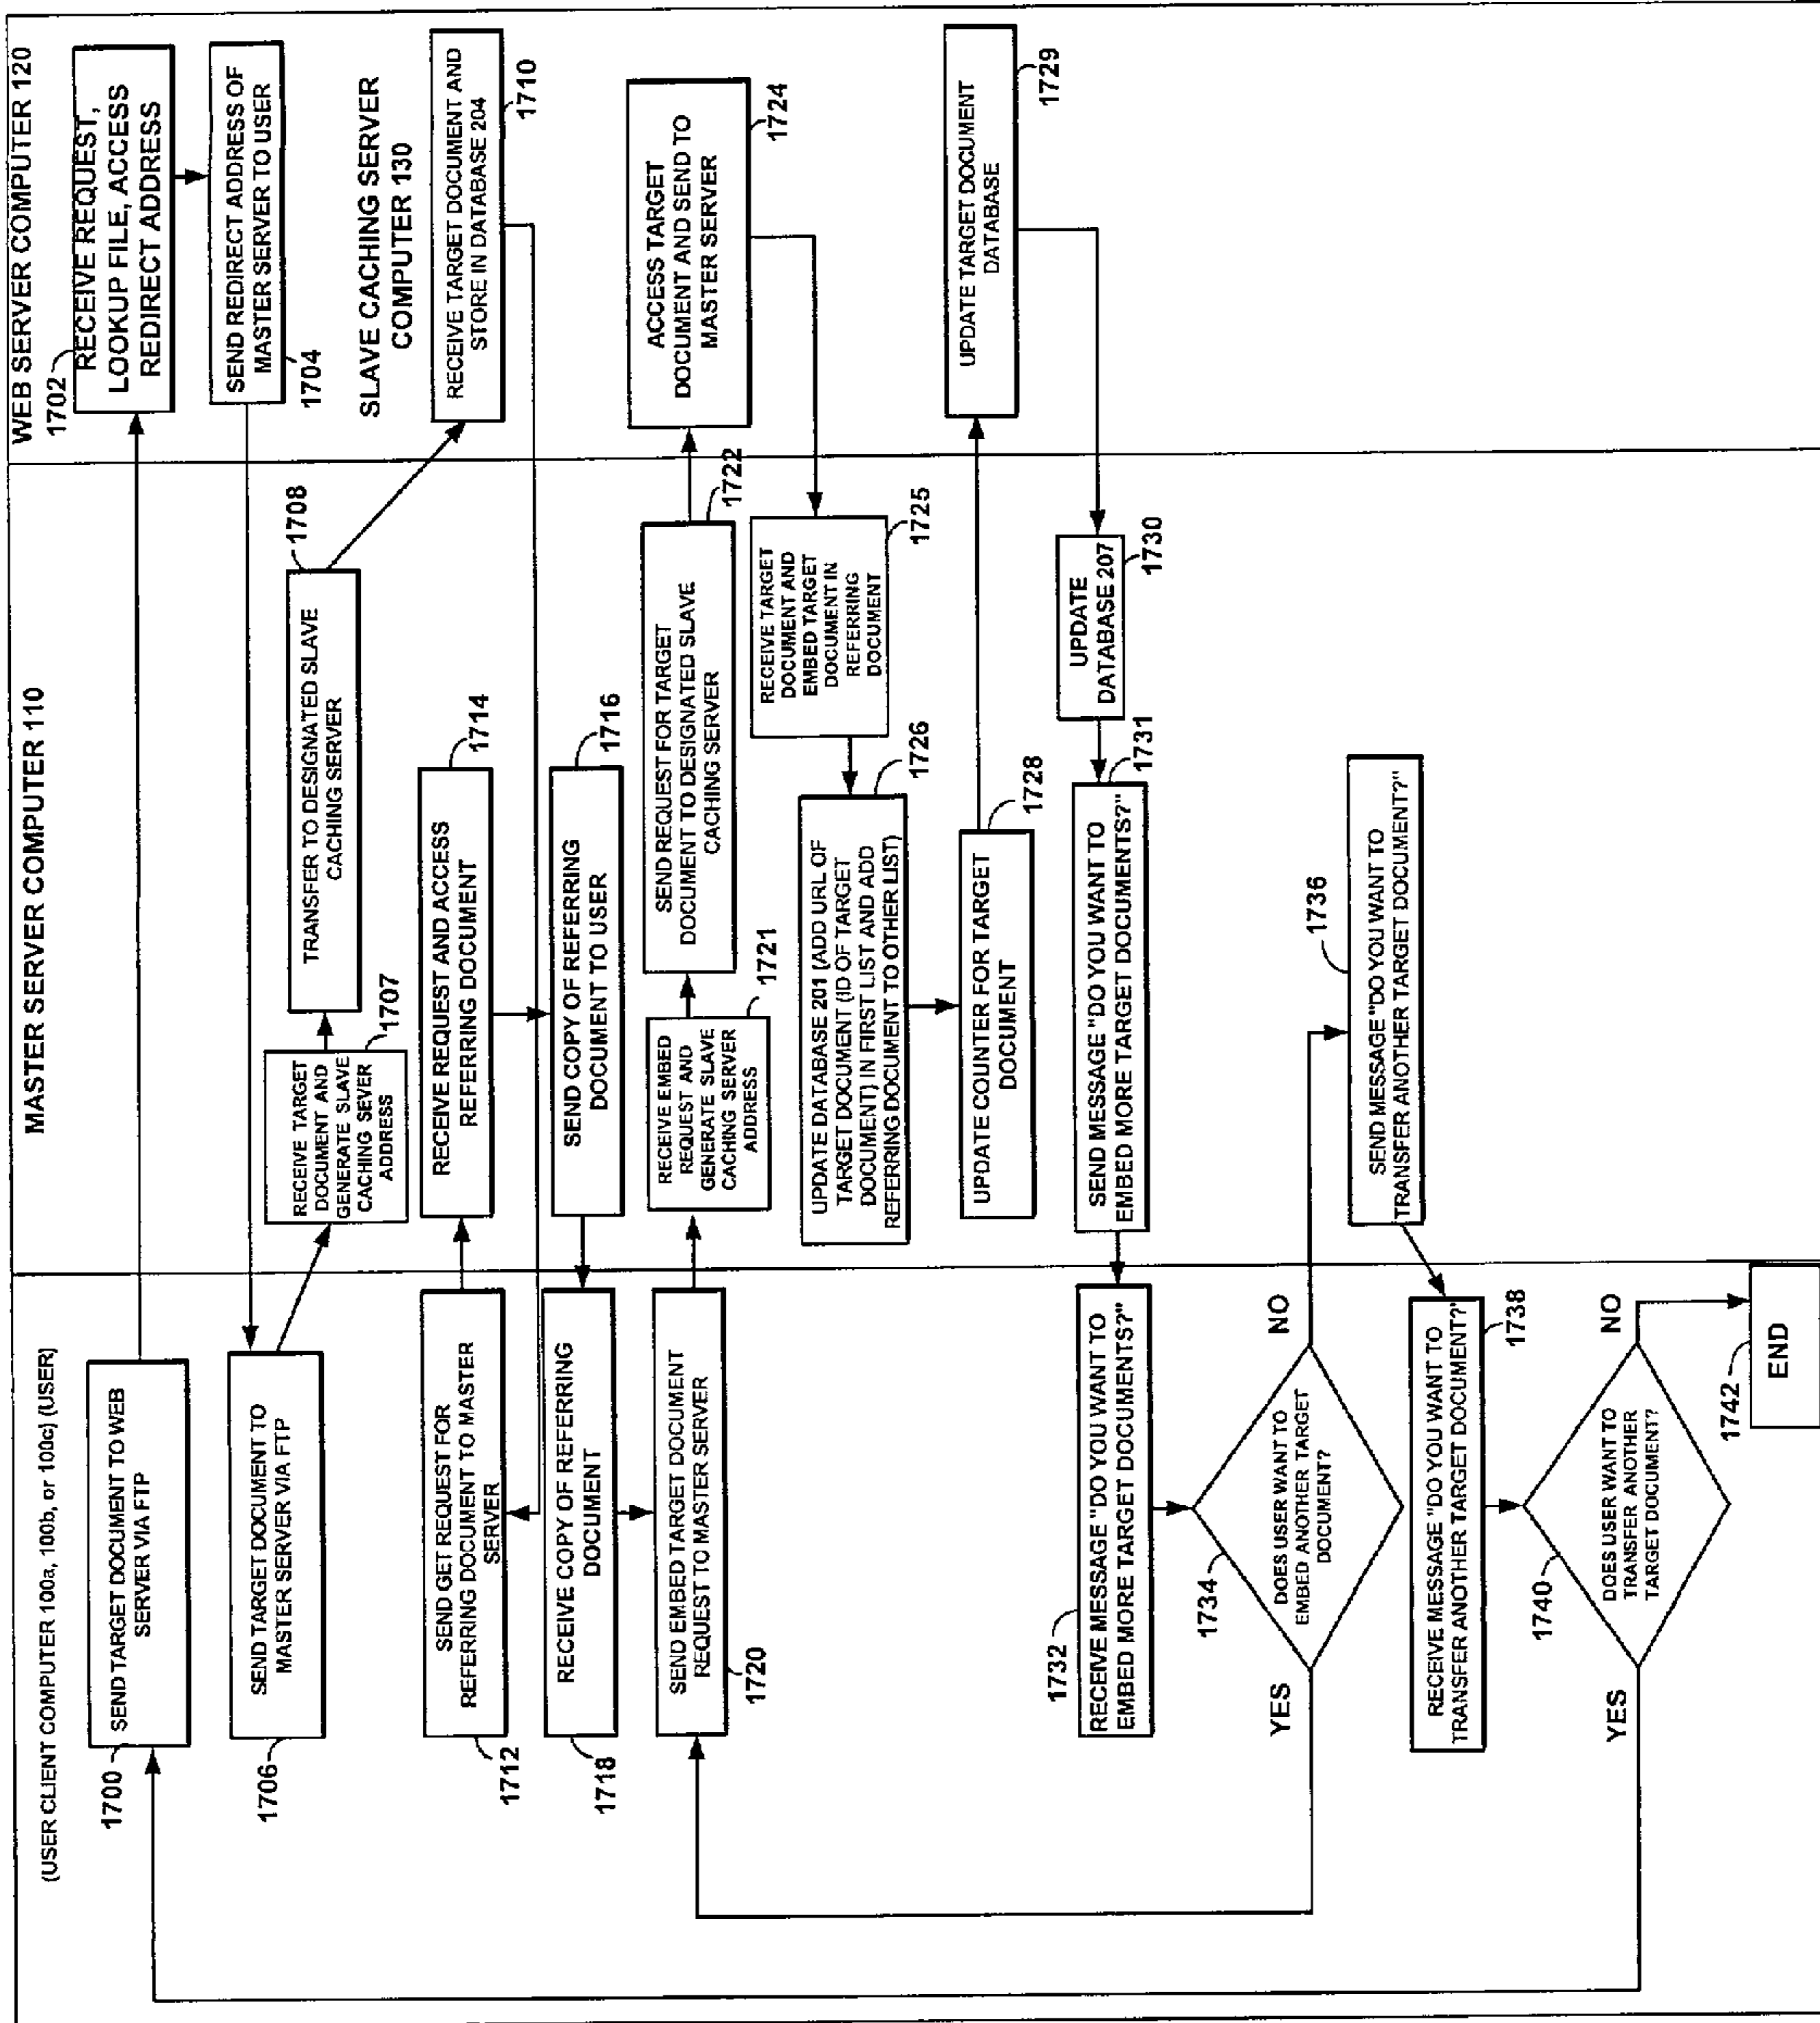 (USER CLIENT COMPUTER 100a, 100b, or 100c) (USER)
MASTER SERVER COMPUTER 110
WEB SERVER COMPUTER 120
1700
SEND TARGET DOCUMENT TO WEB
SERVER VIA FTP
1702
RECEIVE REQUEST,
LOOKUP FILE, ACCESS
REDIRECT ADDRESS
SEND REDIRECT ADDRESS OF
MASTER SERVER TO USER
1704
1706
SEND TARGET DOCUMENT TO
MASTER SERVER VIA FTP
RECEIVE TARGET
DOCUMENT AND
GENERATE SLAVE
CACHING SEVER
ADDRESS
1707
TRANSFER TO DESIGNATED SLAVE
CACHING SERVER
1708
SLAVE CACHING SERVER
COMPUTER 130
RECEIVE TARGET DOCUMENT AND
STORE IN DATABASE 204
1710
SEND GET REQUEST FOR
REFERRING DOCUMENT TO MASTER
SERVER
1712
RECEIVE REQUEST AND ACCESS
REFERRING DOCUMENT
1714
SEND COPY OF REFERRING
DOCUMENT TO USER
1716
RECEIVE COPY OF REFERRING
DOCUMENT
1718
SEND EMBED TARGET DOCUMENT
REQUEST TO MASTER SERVER
1720
RECEIVE EMBED
REQUEST AND
GENERATE SLAVE
CACHING SERVER
ADDRESS
1721
SEND REQUEST FOR TARGET
DOCUMENT TO DESIGNATED SLAVE
CACHING SERVER
1722
ACCESS TARGET
DOCUMENT AND SEND TO
MASTER SERVER
1724
RECEIVE TARGET
DOCUMENT AND
EMBED TARGET
DOCUMENT IN
REFERRING
DOCUMENT
1725
UPDATE DATABASE 201 (ADD URL OF
TARGET DOCUMENT (ID OF TARGET
DOCUMENT) IN FIRST LIST AND ADD
REFERRING DOCUMENT TO OTHER LIST)
1726
UPDATE COUNTER FOR TARGET
DOCUMENT
1728
UPDATE TARGET DOCUMENT
DATABASE
1729
UPDATE
DATABASE 207
1730
SEND MESSAGE "DO YOU WANT TO
EMBED MORE TARGET DOCUMENTS?"
1731
1732
RECEIVE MESSAGE "DO YOU WANT TO
EMBED MORE TARGET DOCUMENTS?"
1734
DOES USER WANT TO
EMBED ANOTHER TARGET
DOCUMENT?
YES
NO
1736
SEND MESSAGE "DO YOU WANT TO
TRANSFER ANOTHER TARGET DOCUMENT?"
RECEIVE MESSAGE "DO YOU WANT TO
TRANSFER ANOTHER TARGET DOCUMENT?"
1738
1740
DOES USER WANT TO
TRANSFER ANOTHER
TARGET DOCUMENT?
YES
NO
1742
END